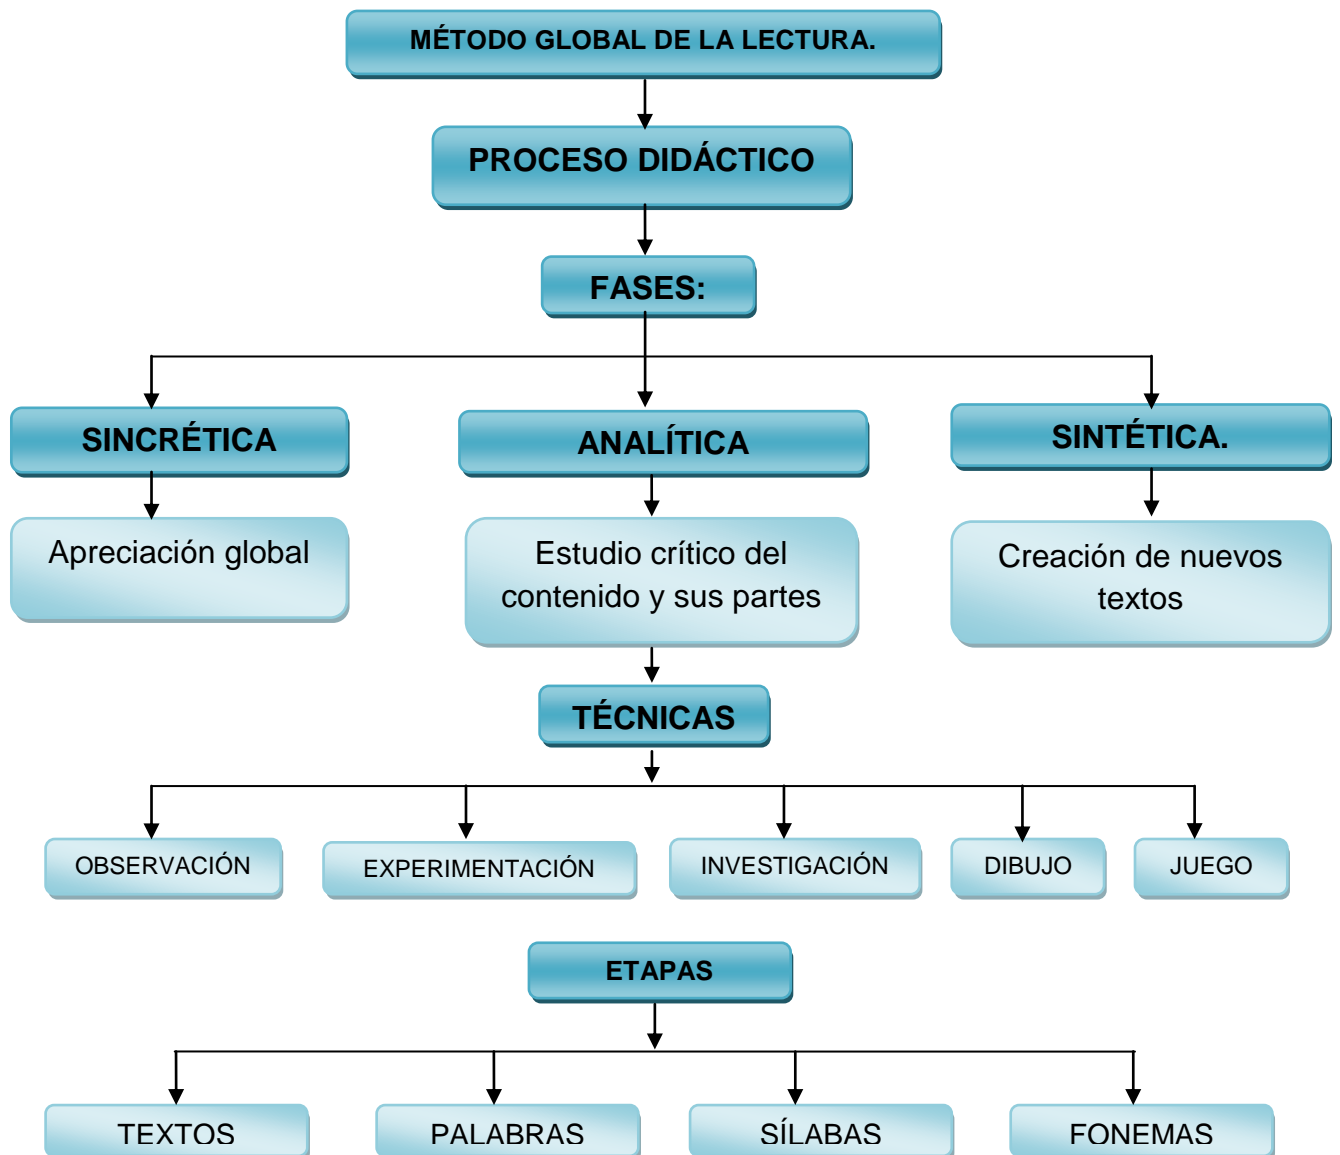 MÉTODO GLOBAL DE LA LECTURA.
PROCESO DIDÁCTICO
FASES:
SINCRÉTICA
ANALÍTICA
SINTÉTICA.
Apreciación global
Estudio crítico del
contenido y sus partes
Creación de nuevos
textos
TÉCNICAS
OBSERVACIÓN
EXPERIMENTACIÓN
INVESTIGACIÓN
DIBUJO
JUEGO
ETAPAS
TEXTOS
PALABRAS
SÍLABAS
FONEMAS